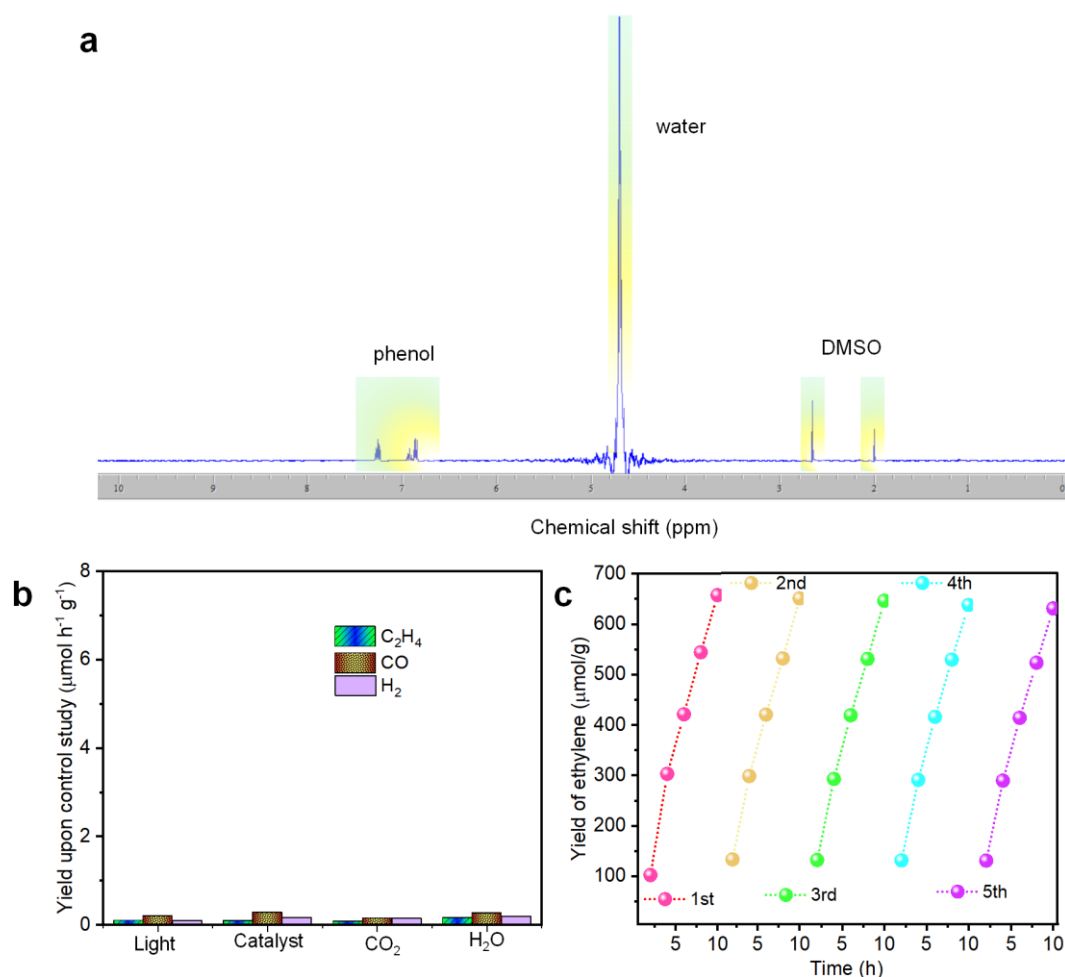 a
water
phenol
DMSO
10 9 8 7 6 5 4 3 2 1 0
Chemical shift (ppm)
b
Yield upon control study (μmol h⁻¹ g⁻¹)
8
6
4
2
0
C₂H₄
CO
H₂
Light Catalyst CO₂ H₂O
c
Yield of ethylene (μmol/g)
700
600
500
400
300
200
100
2nd 4th
1st 3rd 5th
5 10 5 10 5 10 5 10 5 10
Time (h)